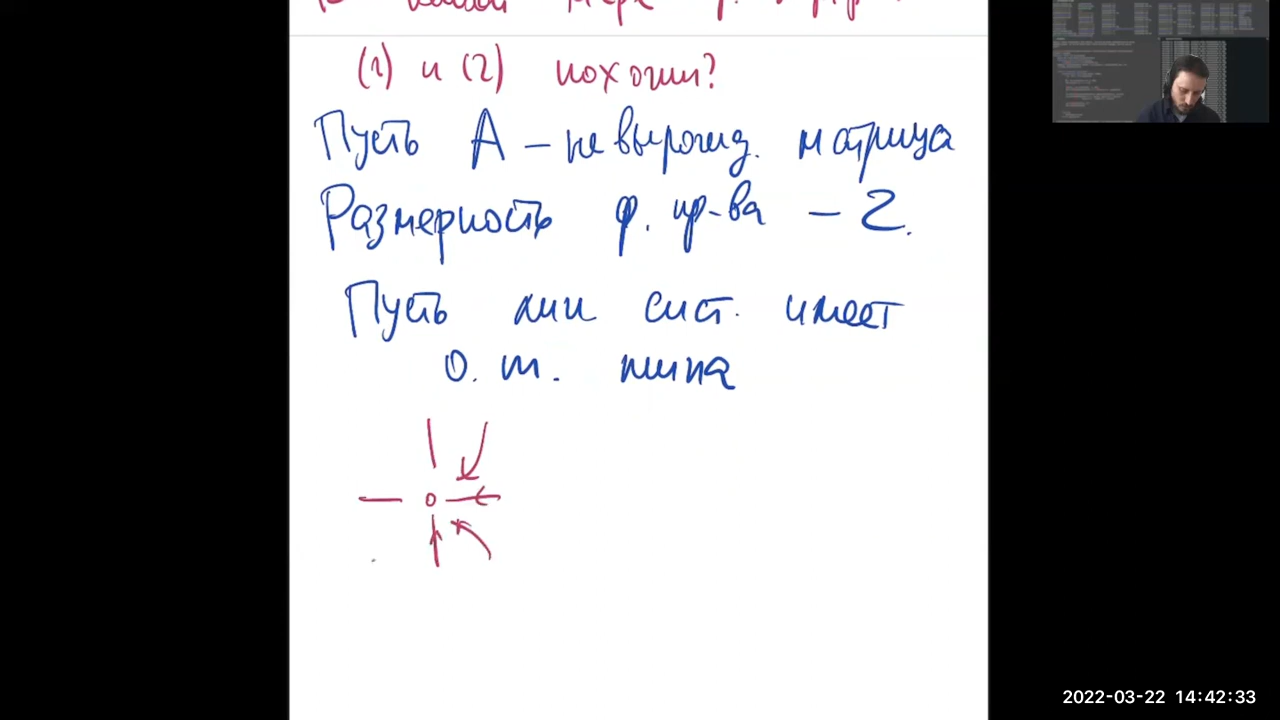 (1) и (2) похожи?
Пусть A – невырожд. матрица
Размерность ф. пр-ва – 2.
Пусть лин сист. имеет
о. т. типа
2022-03-22 14:42:33